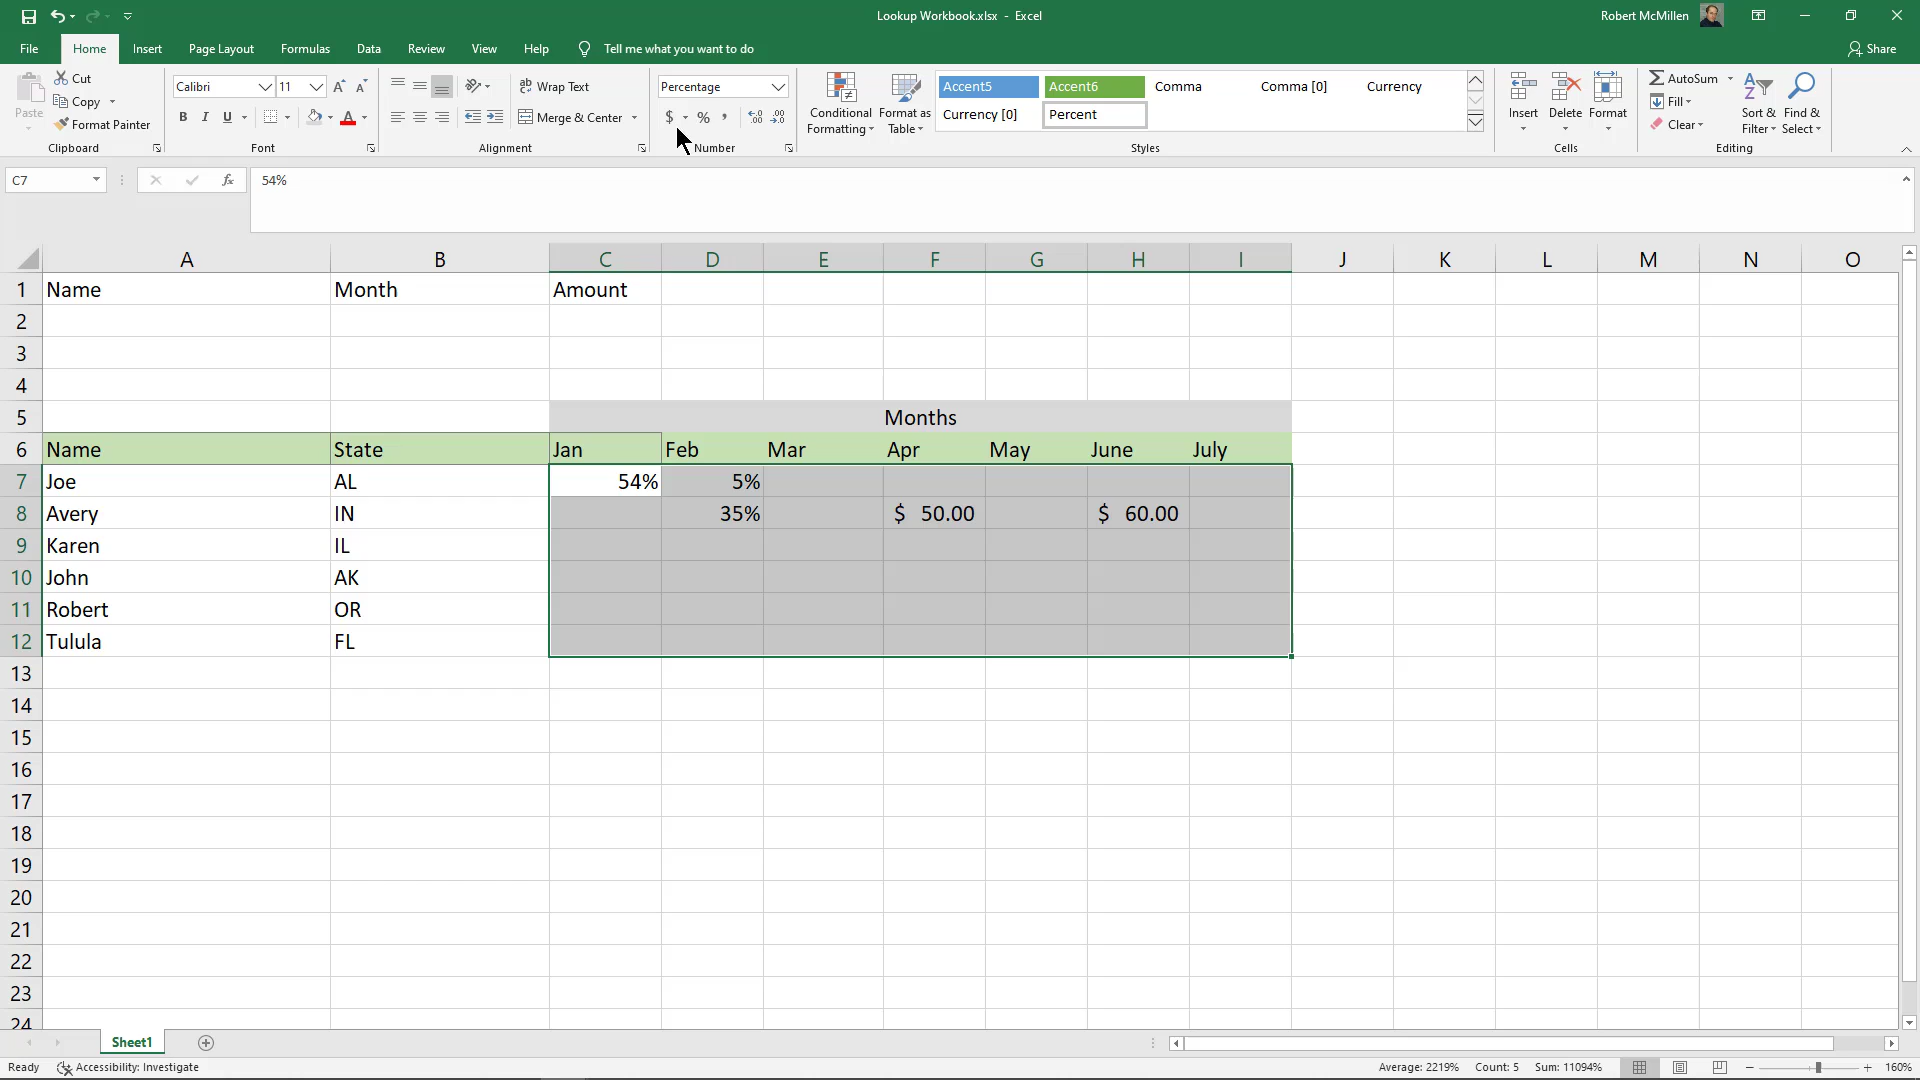 Lookup Workbook.xlsx - Excel
Robert McMillen
File Home Insert Page Layout Formulas Data Review View Help Tell me what you want to do Share
Paste
Cut
Copy
Format Painter
Clipboard
Calibri 11
B I U
Font
Wrap Text
Merge & Center
Alignment
Percentage
$ % ,
Number
Conditional Formatting
Format as Table
Accent5 Accent6 Comma Comma [0] Currency
Currency [0] Percent
Styles
Insert Delete Format
Cells
AutoSum
Fill
Clear
Sort & Filter
Find & Select
Editing
C7 fx 54%
A B C D E F G H I J K L M N O
1 Name Month Amount
2
3
4
5 Months
6 Name State Jan Feb Mar Apr May June July
7 Joe AL 54% 5%
8 Avery IN 35% $ 50.00 $ 60.00
9 Karen IL
10 John AK
11 Robert OR
12 Tulula FL
13
14
15
16
17
18
19
20
21
22
23
24
Sheet1
Ready Accessibility: Investigate Average: 2219% Count: 5 Sum: 11094% 160%